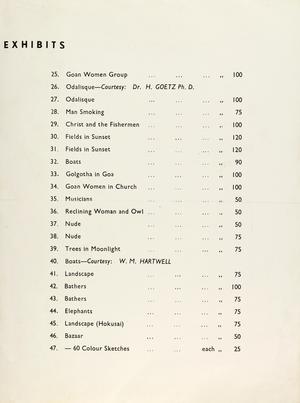 EXHIBITS
25. Goan Women Group ... ... ... ,, 100
26. Odalisque—Courtesy: Dr. H. GOETZ Ph. D.
27. Odalisque ... ... ... ,, 100
28. Man Smoking ... ... ... ,, 75
29. Christ and the Fishermen ... ... ... ,, 100
30. Fields in Sunset ... ... ... ,, 120
31. Fields in Sunset ... ... ... ,, 120
32. Boats ... ... ... ,, 90
33. Golgotha in Goa ... ... ... ,, 100
34. Goan Women in Church ... ... ... ,, 100
35. Musicians ... ... ... ,, 50
36. Reclining Woman and Owl ... ... ... ,, 50
37. Nude ... ... ... ,, 50
38. Nude ... ... ... ,, 75
39. Trees in Moonlight ... ... ... ,, 75
40. Boats—Courtesy: W. M. HARTWELL
41. Landscape ... ... ... ,, 75
42. Bathers ... ... ... ,, 100
43. Bathers ... ... ... ,, 75
44. Elephants ... ... ... ,, 75
45. Landscape (Hokusai) ... ... ... ,, 75
46. Bazaar ... ... ... ,, 50
47. — 60 Colour Sketches ... ... each ,, 25